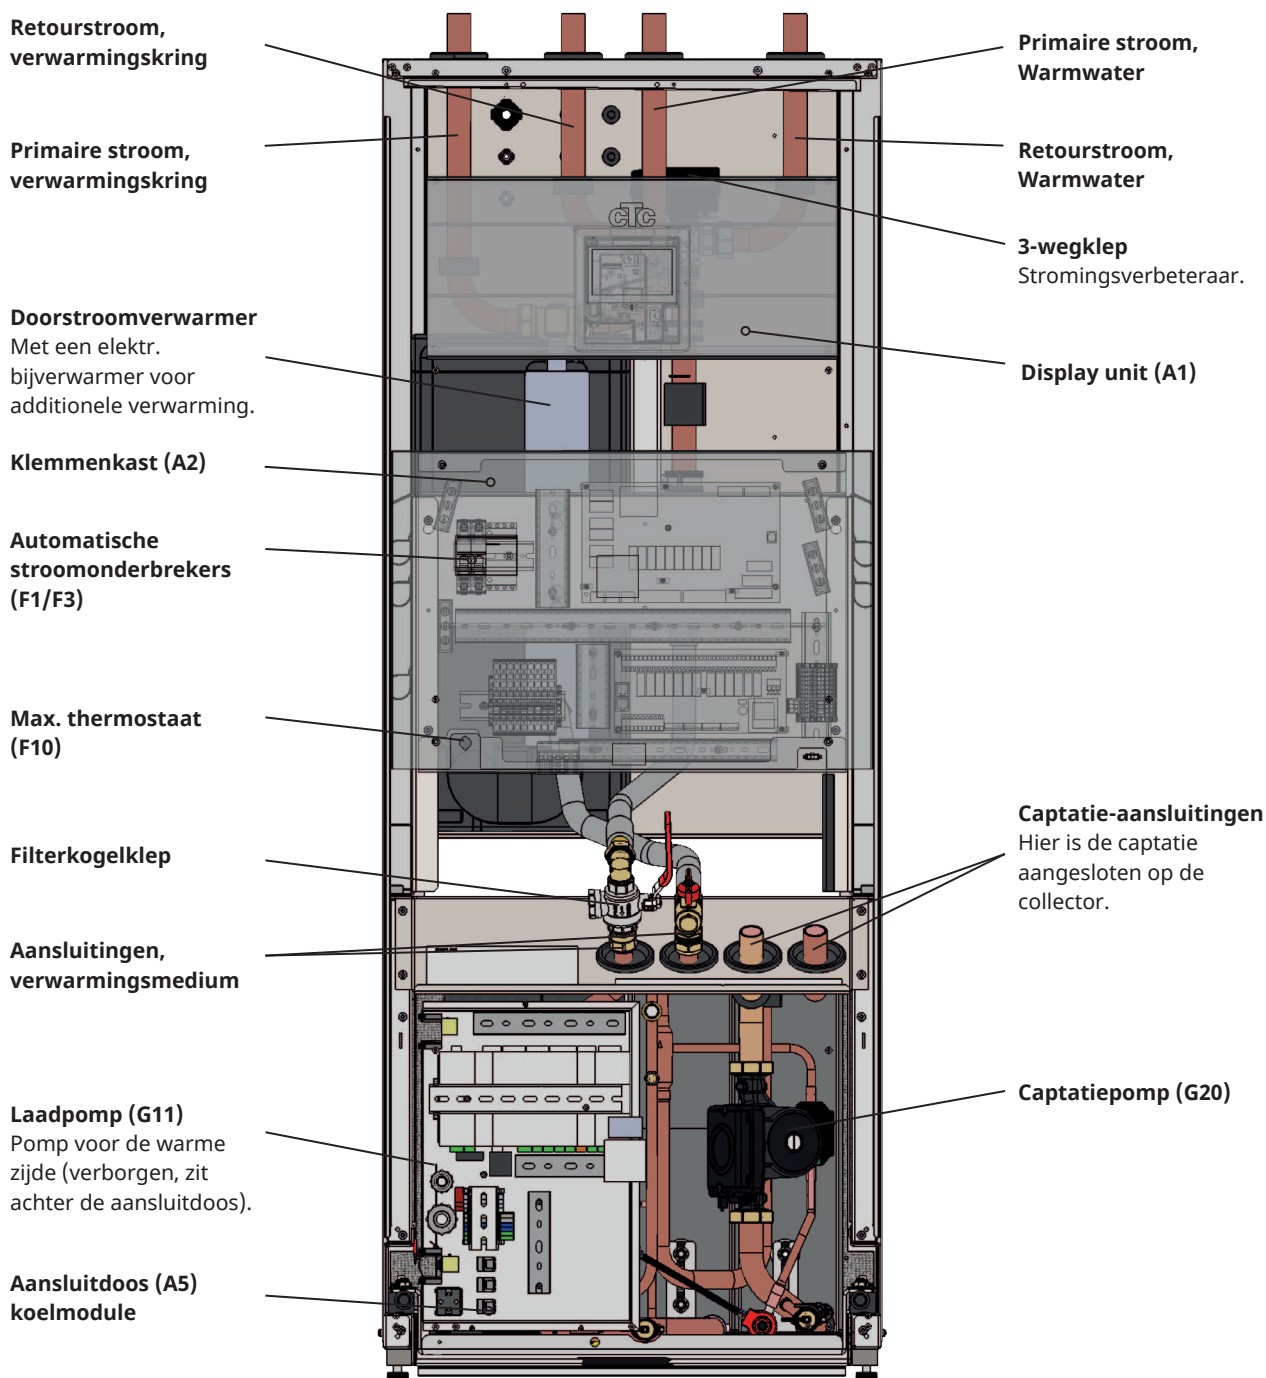 Retourstroom,
verwarmingskring
Primaire stroom,
verwarmingskring
Doorstroomverwarmer
Met een elektr.
bijverwarmer voor
additionele verwarming.
Klemmenkast (A2)
Automatische
stroomonderbrekers
(F1/F3)
Max. thermostaat
(F10)
Filterkogelklep
Aansluitingen,
verwarmingsmedium
Laadpomp (G11)
Pomp voor de warme
zijde (verborgen, zit
achter de aansluitdoos).
Aansluitdoos (A5)
koelmodule
cTc
Primaire stroom,
Warmwater
Retourstroom,
Warmwater
3-wegklep
Stromingsverbeteraar.
Display unit (A1)
Captatie-aansluitingen
Hier is de captatie
aangesloten op de
collector.
Captatiepomp (G20)